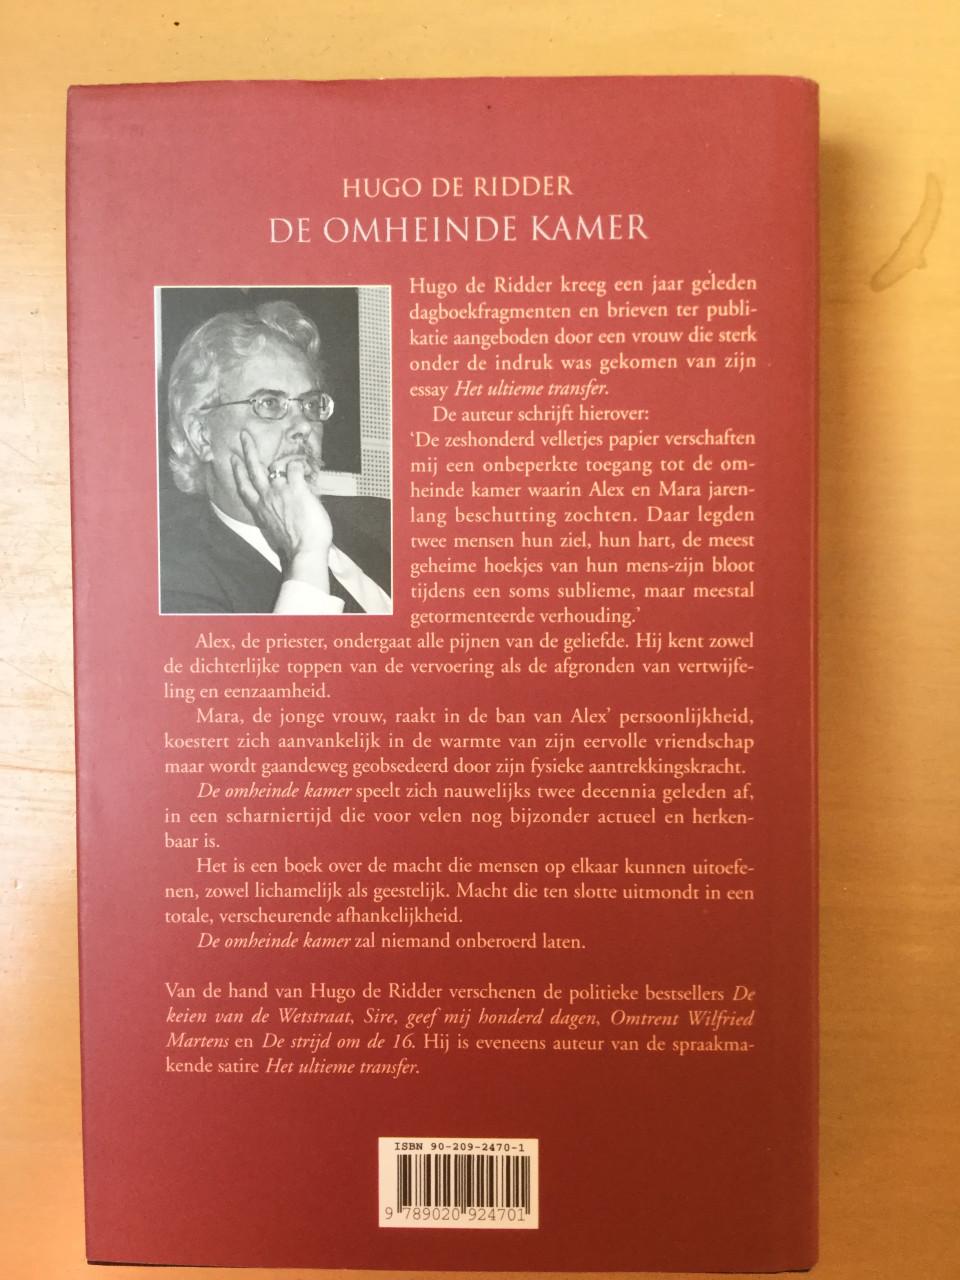 HUGO DE RIDDER
DE OMHEINDE KAMER
Hugo de Ridder kreeg een jaar geleden
dagboekfragmenten en brieven ter publi-
katie aangeboden door een vrouw die sterk
onder de indruk was gekomen van zijn
essay Het ultieme transfer.
De auteur schrijft hierover:
‘De zeshonderd velletjes papier verschaften
mij een onbeperkte toegang tot de om-
heinde kamer waarin Alex en Mara jaren-
lang beschutting zochten. Daar legden
twee mensen hun ziel, hun hart, de meest
geheime hoekjes van hun mens-zijn bloot
tijdens een soms sublieme, maar meestal
getormenteerde verhouding.’
Alex, de priester, ondergaat alle pijnen van de geliefde. Hij kent zowel
de dichterlijke toppen van de vervoering als de afgronden van vertwijfe-
ling en eenzaamheid.
Mara, de jonge vrouw, raakt in de ban van Alex’ persoonlijkheid,
koestert zich aanvankelijk in de warmte van zijn eervolle vriendschap
maar wordt gaandeweg geobsedeerd door zijn fysieke aantrekkingskracht.
De omheinde kamer speelt zich nauwelijks twee decennia geleden af,
in een scharniertijd die voor velen nog bijzonder actueel en herken-
baar is.
Het is een boek over de macht die mensen op elkaar kunnen uitoefe-
nen, zowel lichamelijk als geestelijk. Macht die ten slotte uitmondt in een
totale, verscheurende afhankelijkheid.
De omheinde kamer zal niemand onberoerd laten.
Van de hand van Hugo de Ridder verschenen de politieke bestsellers De
keien van de Wetstraat, Sire, geef mij honderd dagen, Omtrent Wilfried
Martens en De strijd om de 16. Hij is eveneens auteur van de spraakma-
kende satire Het ultieme transfer.
ISBN 90-209-2470-1
9 789020 924701